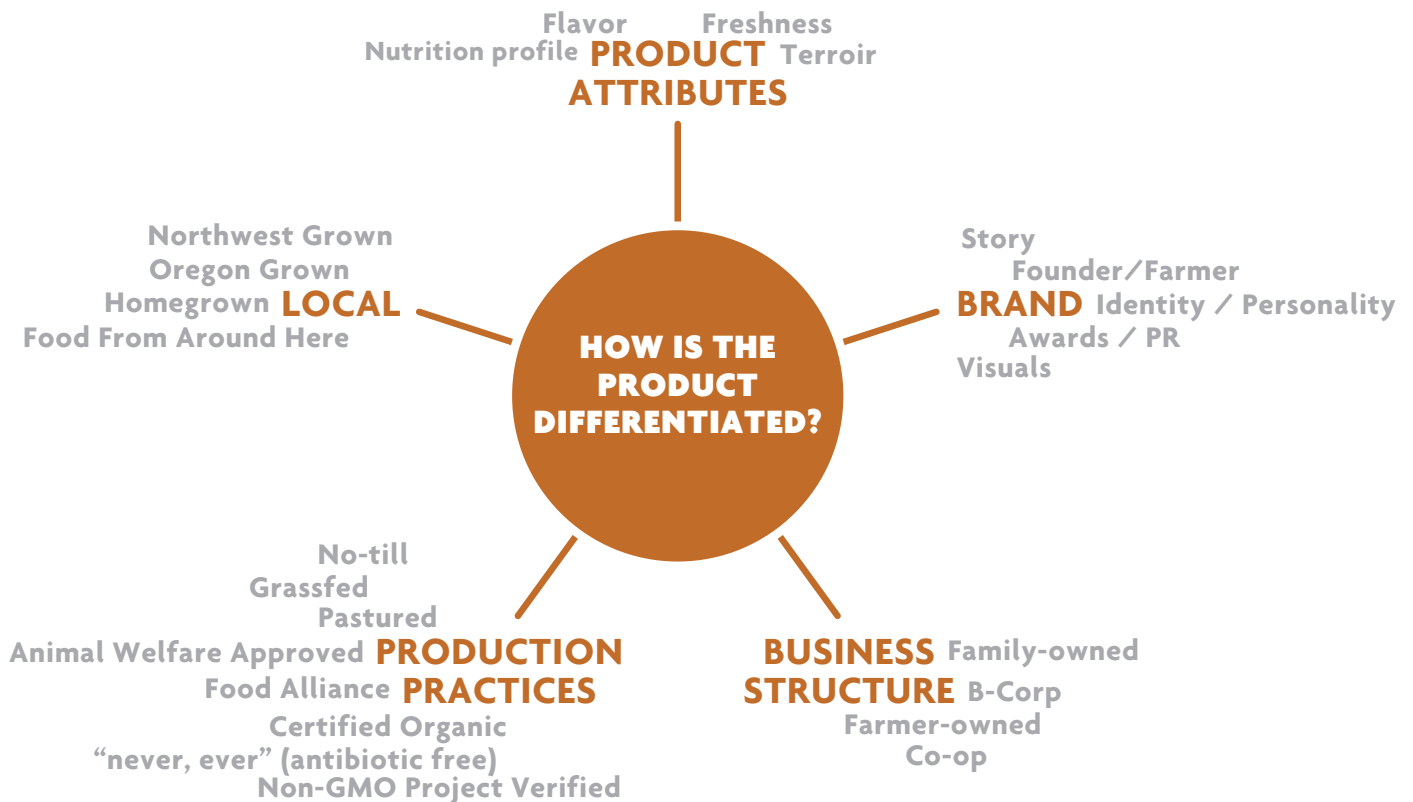 Flavor Freshness
Nutrition profile PRODUCT Terroir
ATTRIBUTES
Northwest Grown
Oregon Grown
Homegrown LOCAL
Food From Around Here
Story
Founder/Farmer
BRAND Identity / Personality
Awards / PR
Visuals
HOW IS THE
PRODUCT
DIFFERENTIATED?
No-till
Grassfed
Pastured
Animal Welfare Approved PRODUCTION
Food Alliance PRACTICES
Certified Organic
“never, ever” (antibiotic free)
Non-GMO Project Verified
BUSINESS Family-owned
STRUCTURE B-Corp
Farmer-owned
Co-op